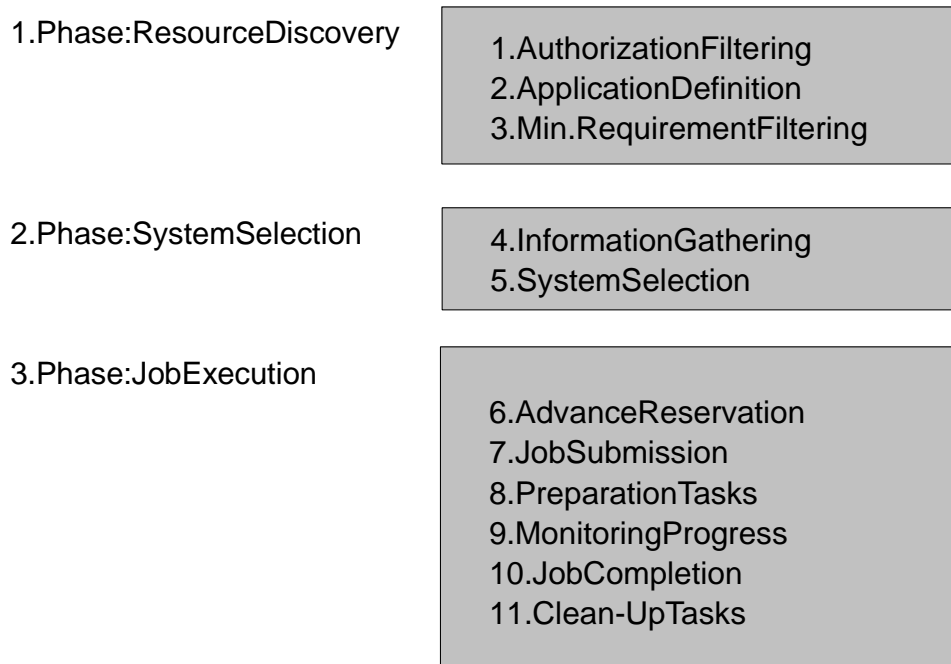 1.Phase:ResourceDiscovery
1.AuthorizationFiltering
2.ApplicationDefinition
3.Min.RequirementFiltering
2.Phase:SystemSelection
4.InformationGathering
5.SystemSelection
3.Phase:JobExecution
6.AdvanceReservation
7.JobSubmission
8.PreparationTasks
9.MonitoringProgress
10.JobCompletion
11.Clean-UpTasks